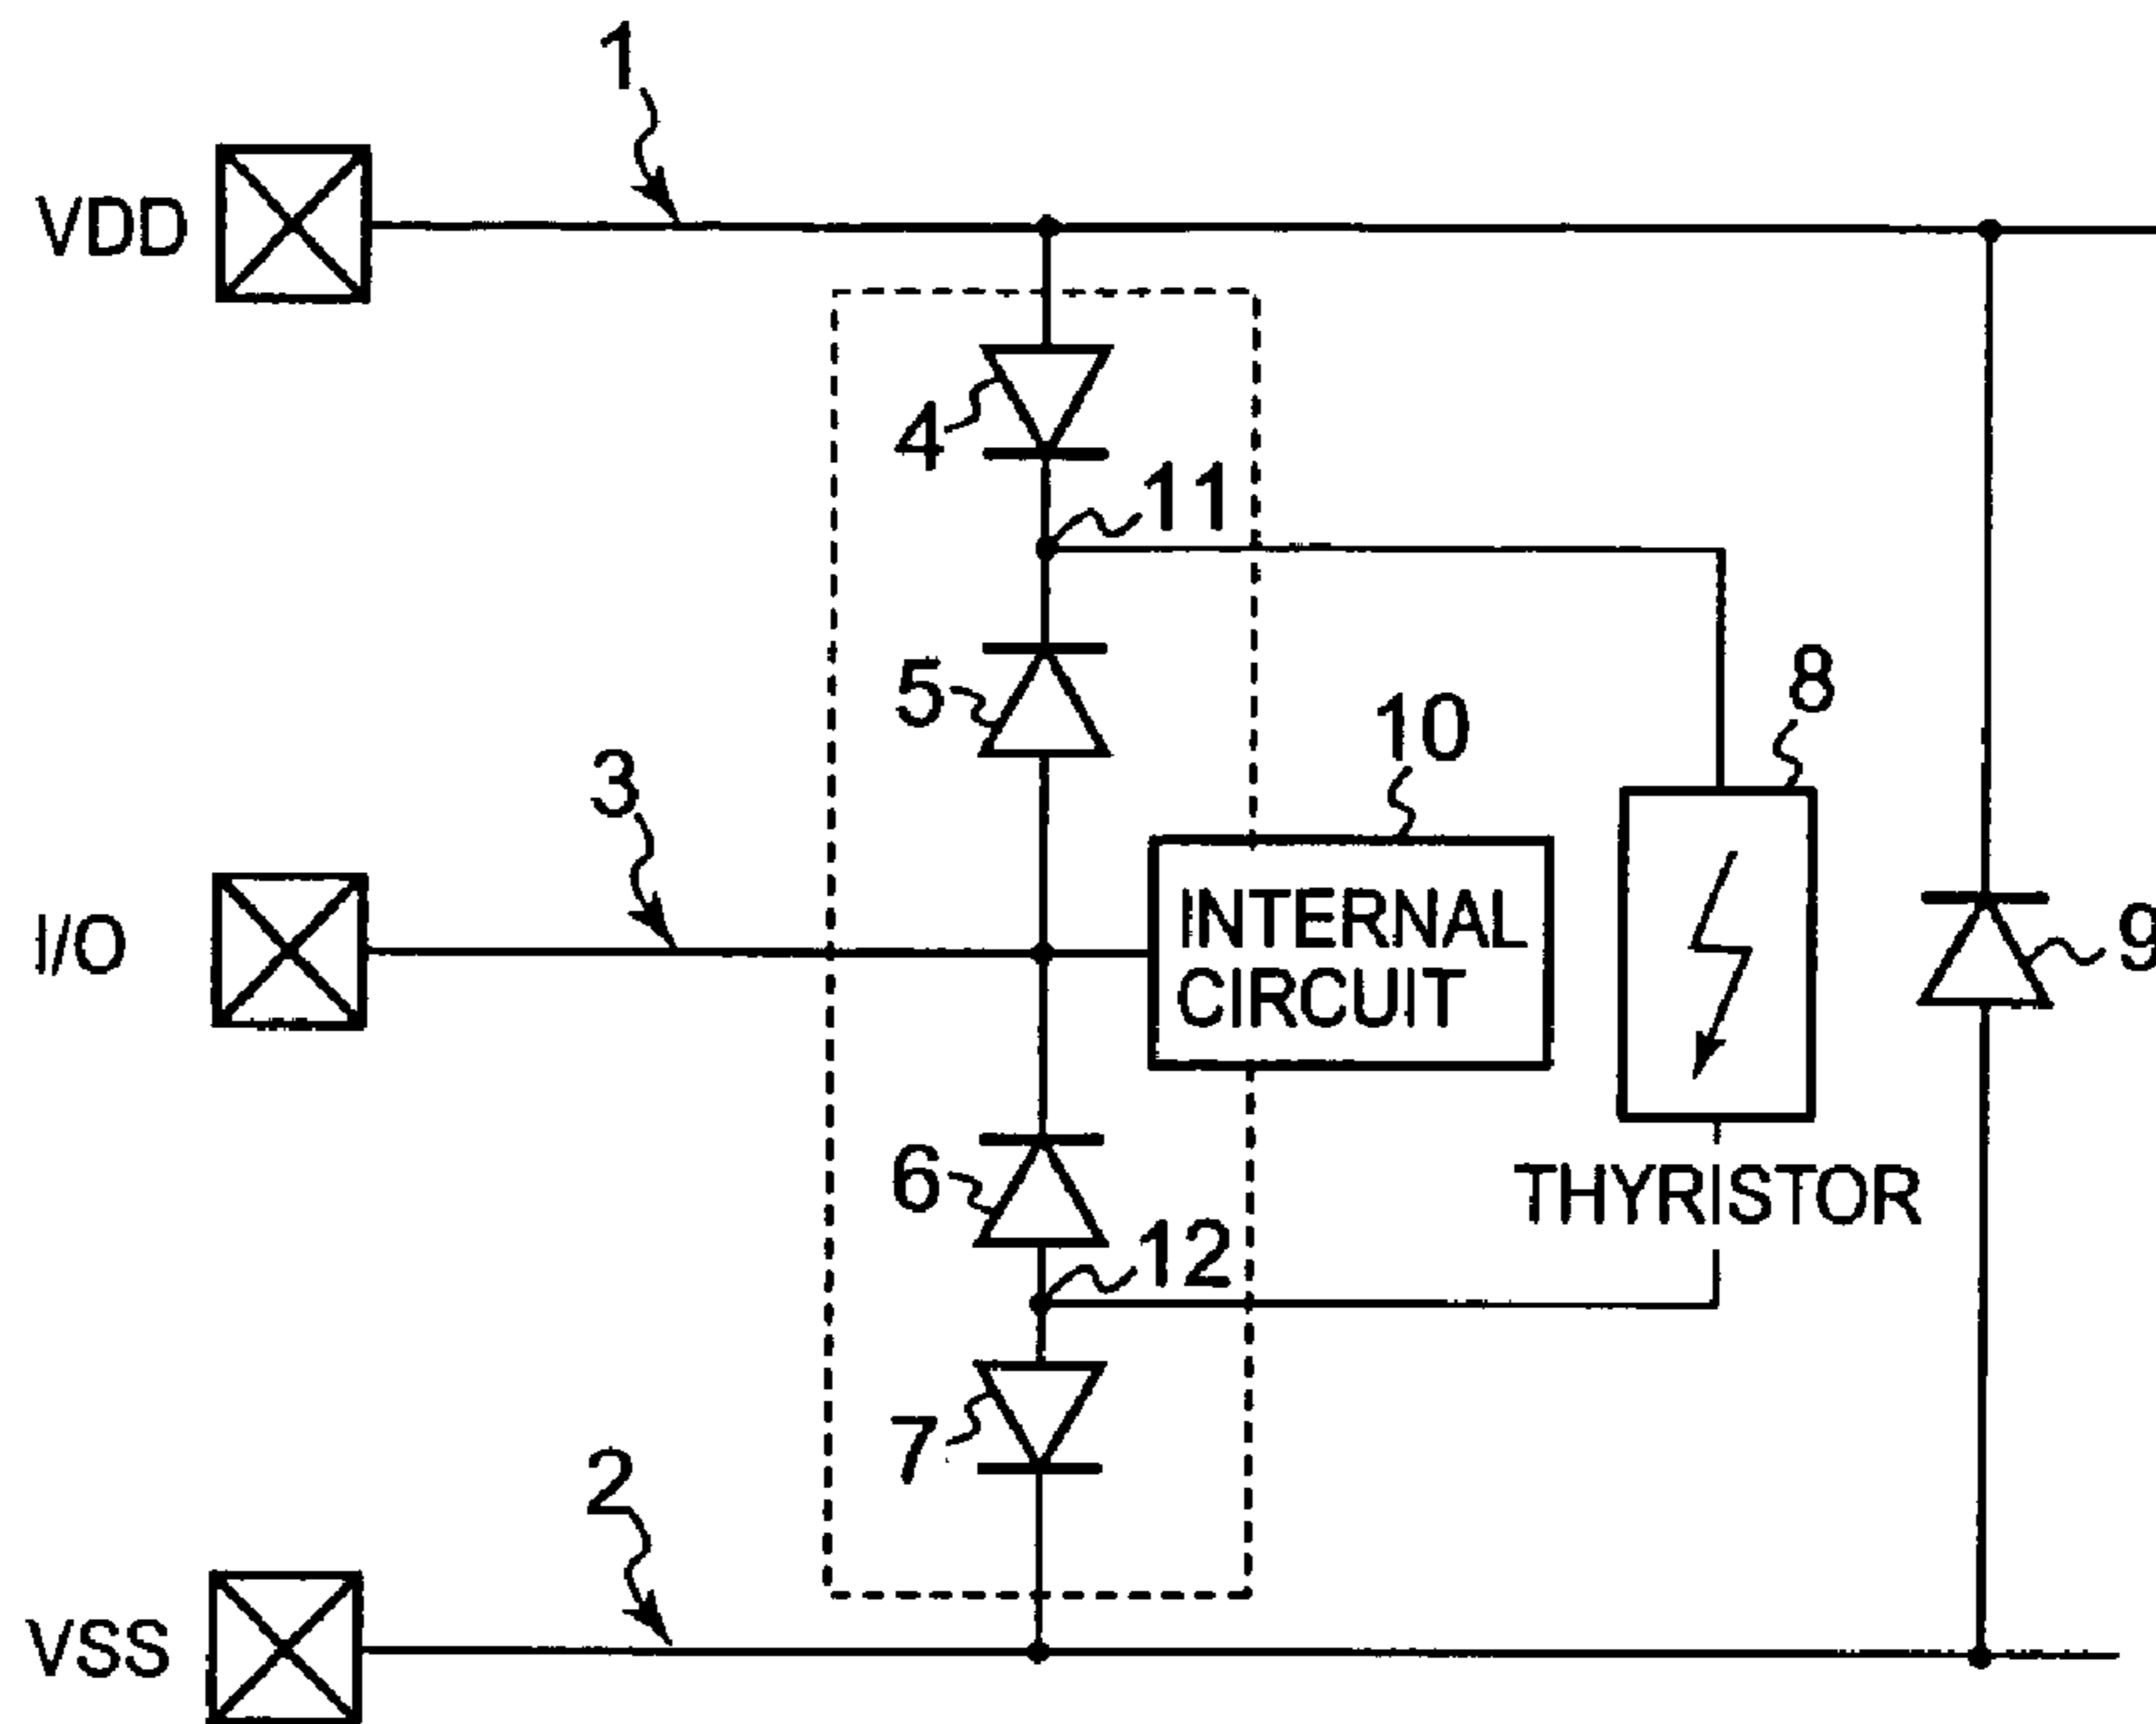 1
VDD
4
11
5
8
10
3
I/O
INTERNAL
CIRCUIT
9
6
THYRISTOR
12
7
2
VSS